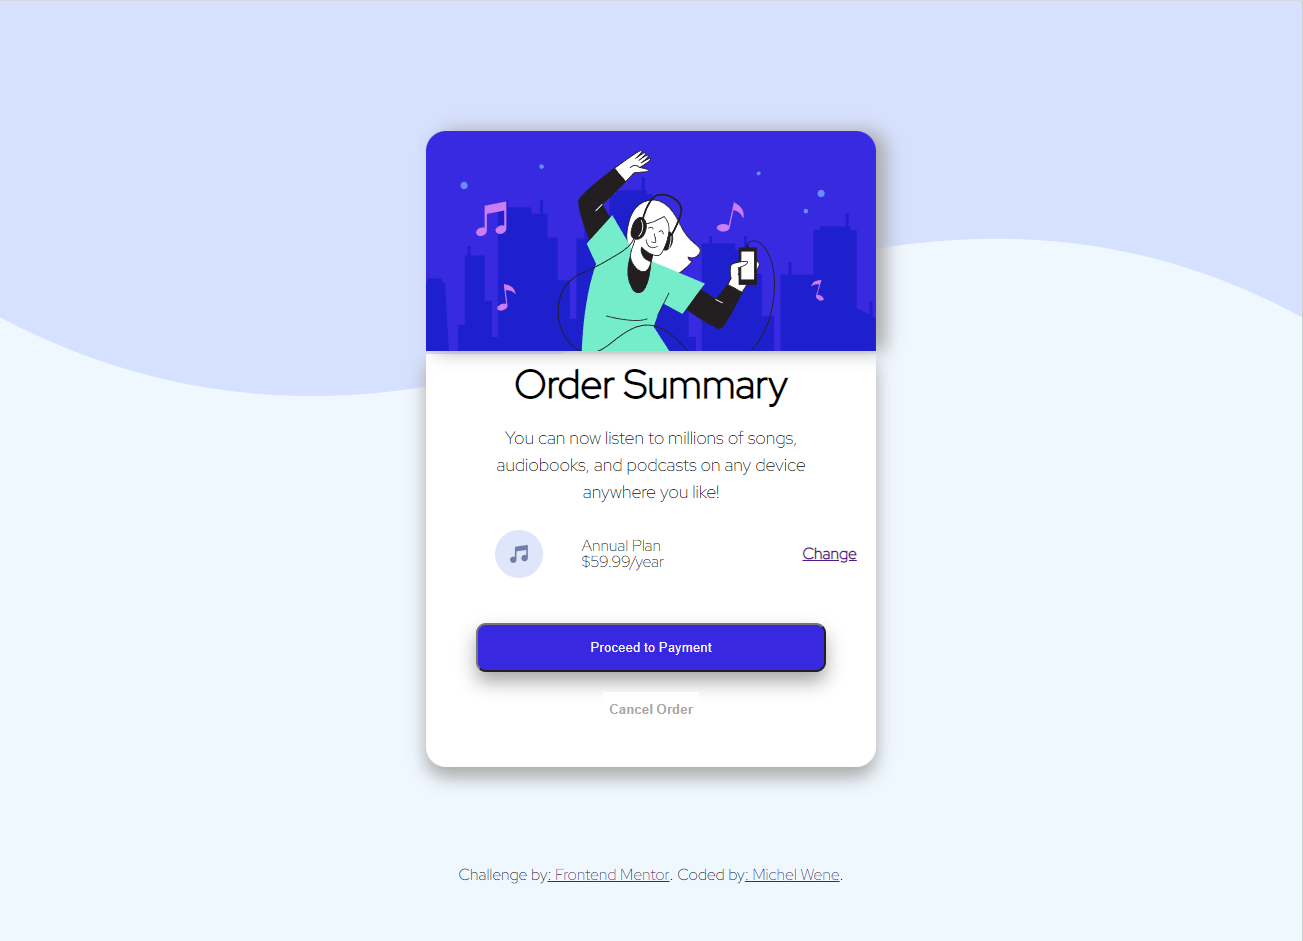 Order Summary
You can now listen to millions of songs,
audiobooks, and podcasts on any device
anywhere you like!
Annual Plan
$59.99/year
Change
Proceed to Payment
Cancel Order
Challenge by: Frontend Mentor. Coded by: Michel Wene.